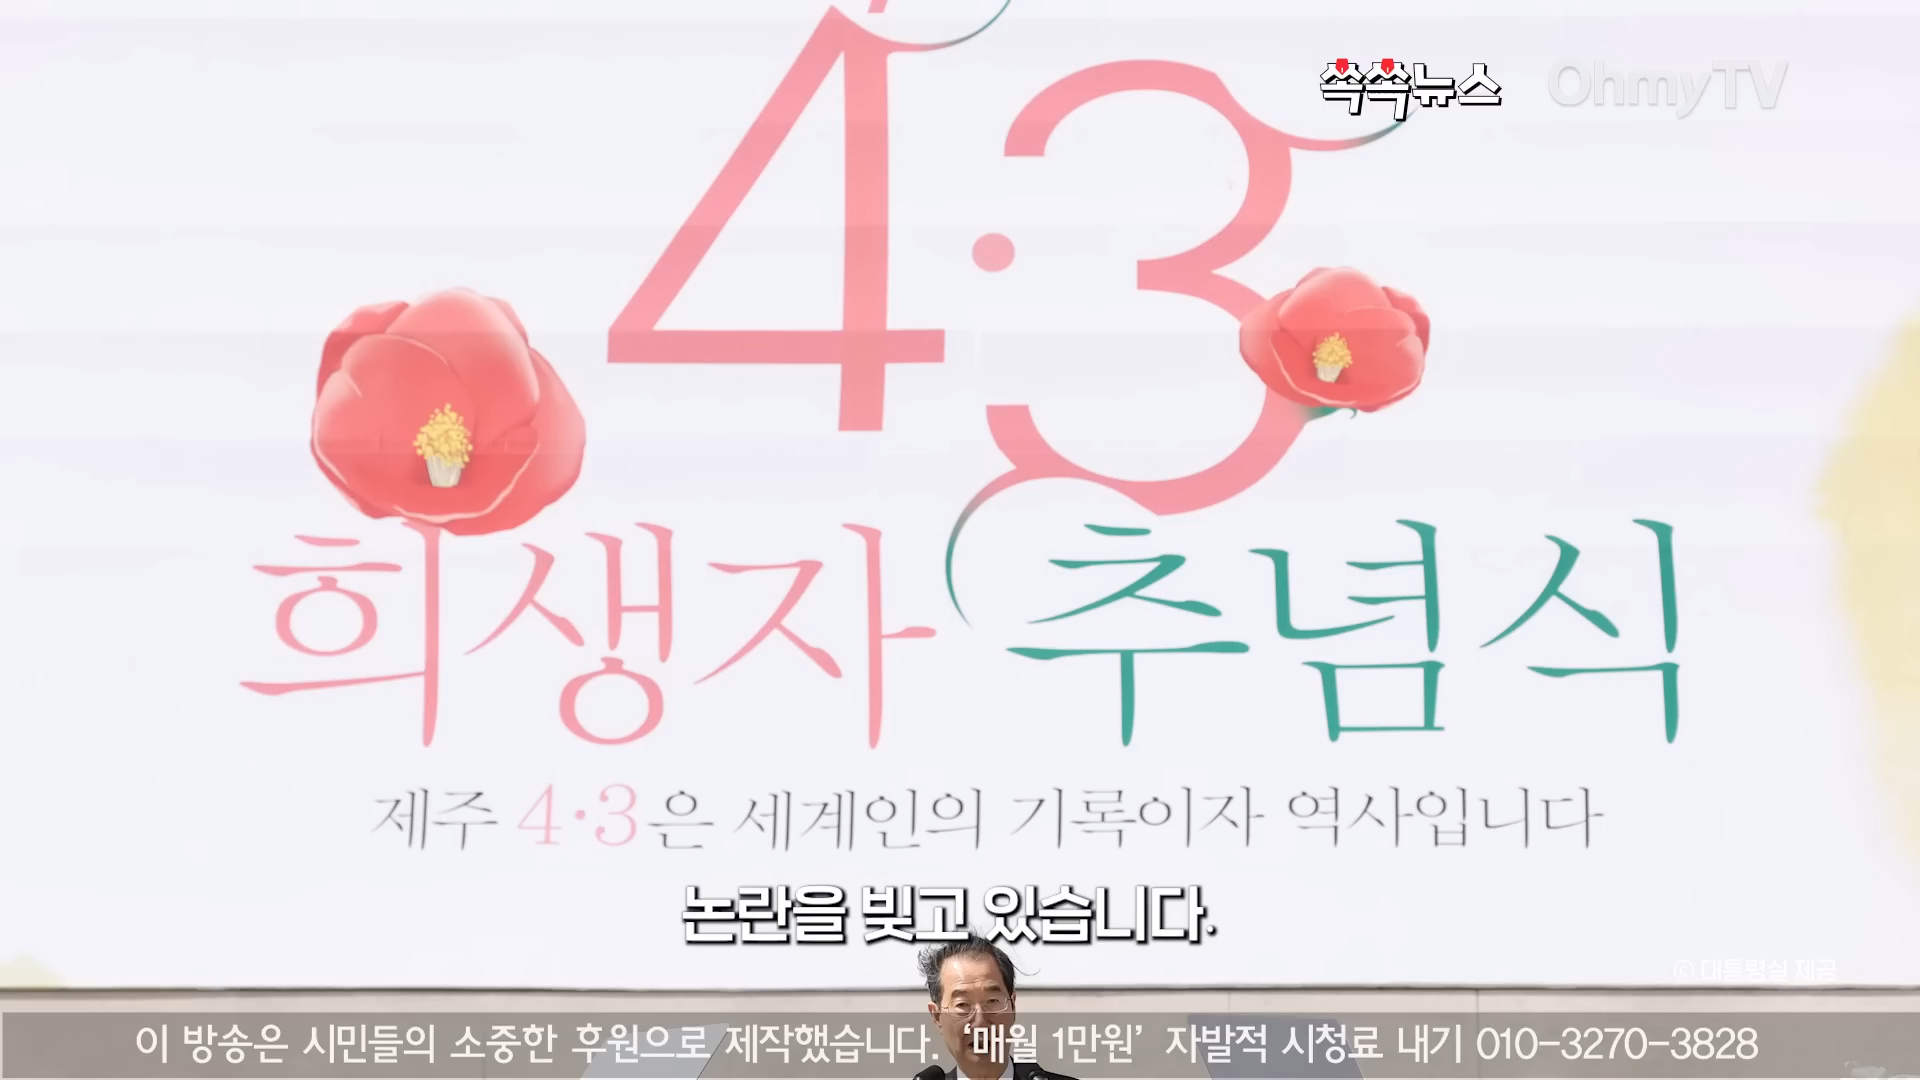 4·3
쏙쏙뉴스 OhmyTV
희생자 추념식
제주 4·3은 세계인의 기록이자 역사입니다
논란을 빚고 있습니다.
ⓒ 대통령실 제공
이 방송은 시민들의 소중한 후원으로 제작했습니다. ‘매월 1만원’ 자발적 시청료 내기 010-3270-3828